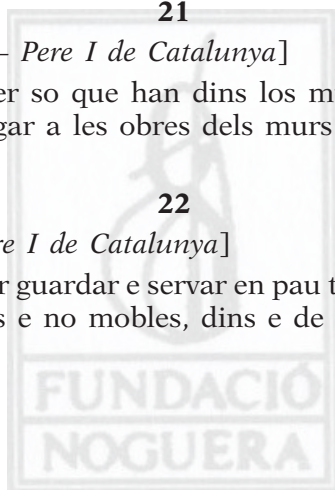 21
– Pere I de Catalunya]
er so que han dins los m
gar a les obres dels murs
22
re I de Catalunya]
r guardar e servar en pau t
s e no mobles, dins e de
FUNDACIÓ
NOGUERA